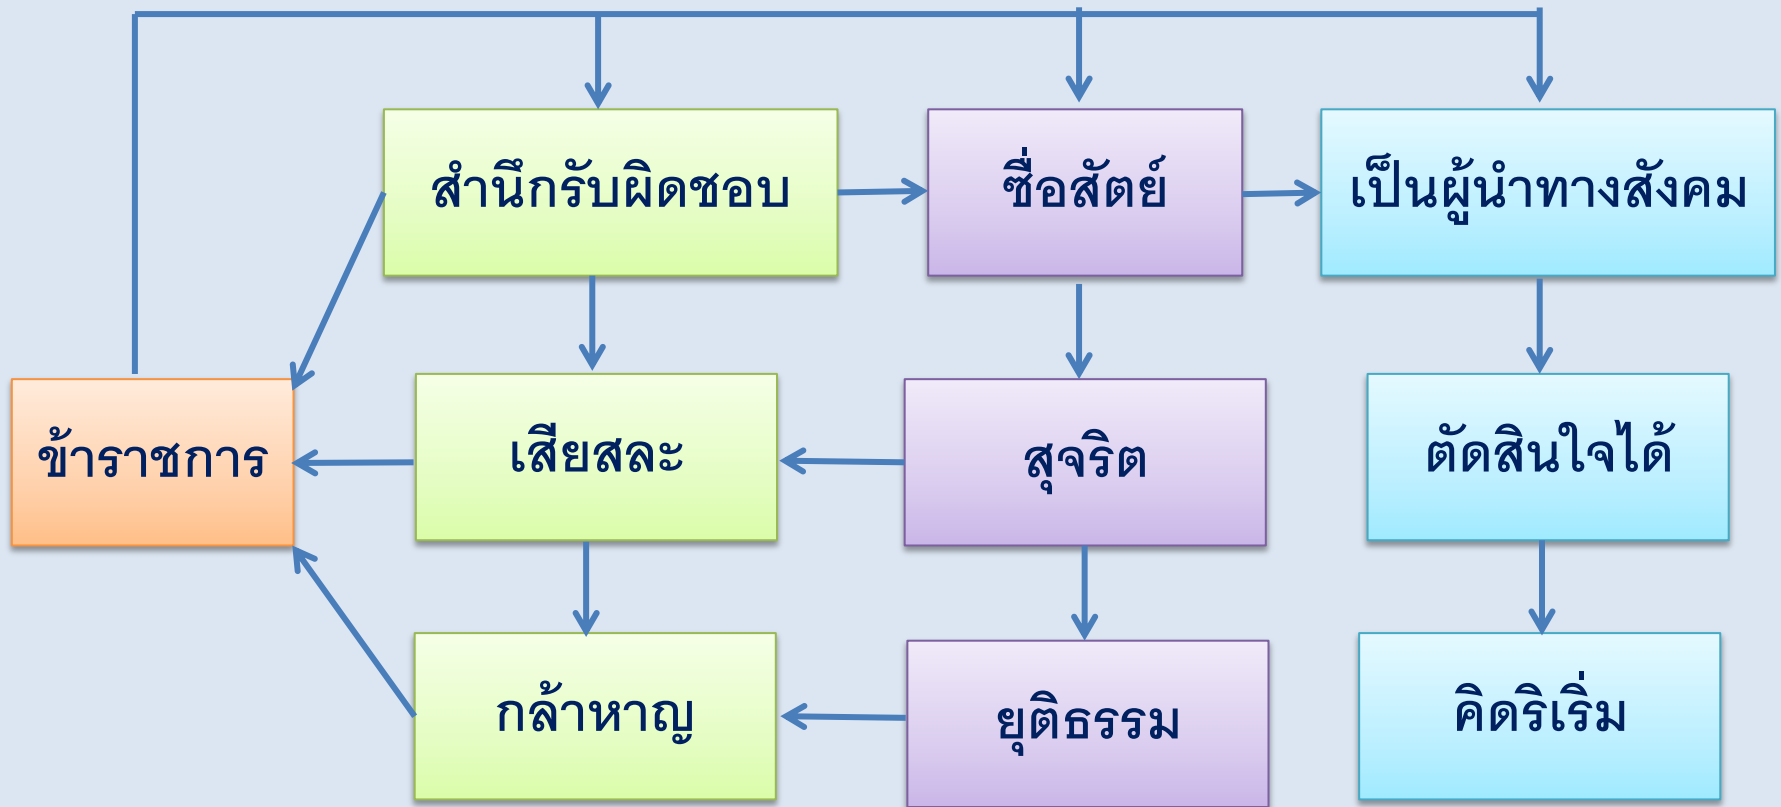 สำนึกรับผิดชอบ
ซื่อสัตย์
เป็นผู้นำทางสังคม
ข้าราชการ
เสียสละ
สุจริต
ตัดสินใจได้
กล้าหาญ
ยุติธรรม
คิดริเริ่ม